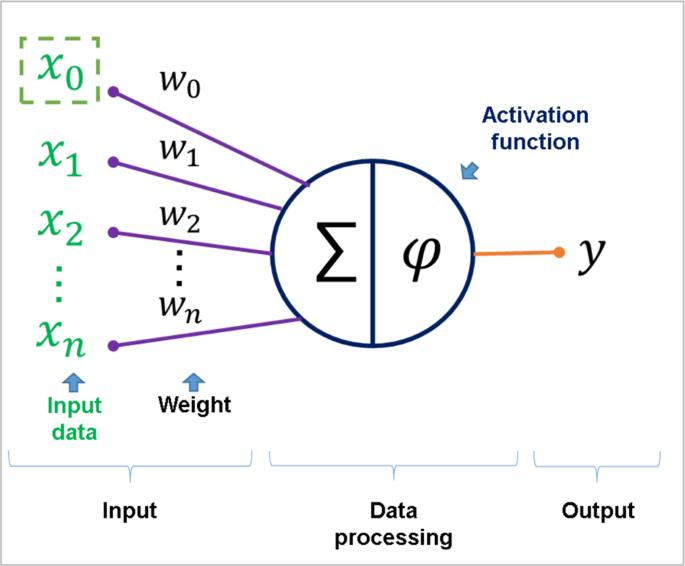 x₀ w₀
Activation
function
x₁ w₁
x₂ w₂
⋮ ⋮
∑ φ y
xₙ wₙ
Input
data
Weight
Input
Data
processing
Output